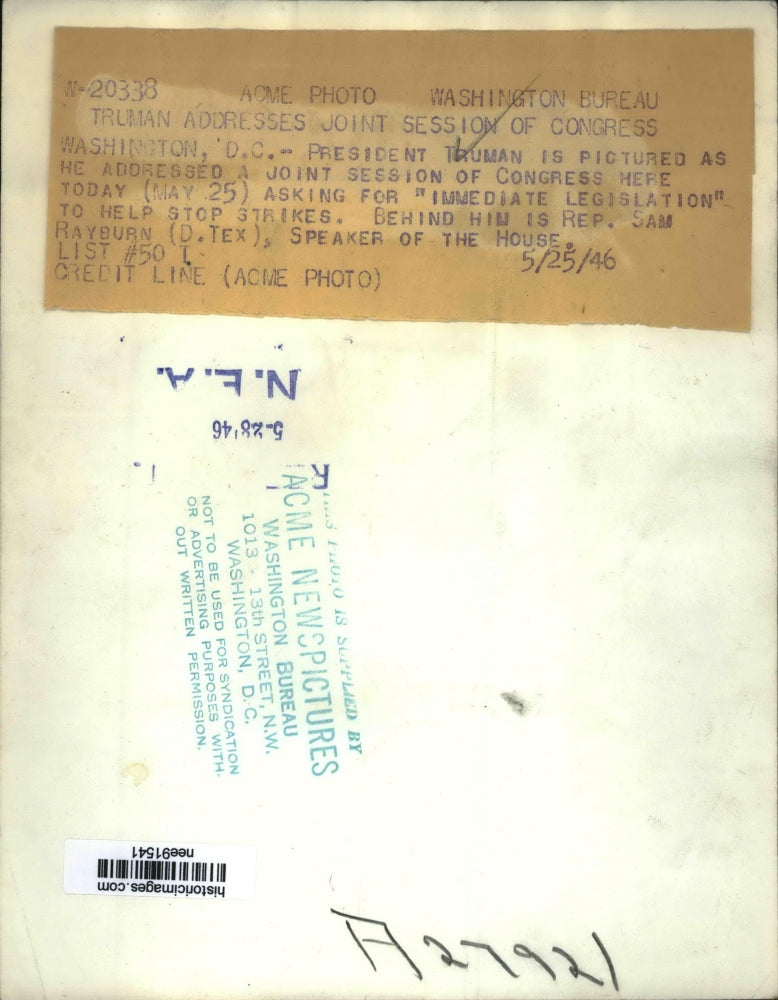 W-20338 ACME PHOTO WASHINGTON BUREAU
TRUMAN ADDRESSES JOINT SESSION OF CONGRESS
WASHINGTON, D.C.- PRESIDENT TRUMAN IS PICTURED AS
HE ADDRESSED A JOINT SESSION OF CONGRESS HERE
TODAY (MAY 25) ASKING FOR "IMMEDIATE LEGISLATION"
TO HELP STOP STRIKES. BEHIND HIM IS REP. SAM
RAYBURN (D.TEX), SPEAKER OF THE HOUSE.
LIST #50 T 5/25/46
CREDIT LINE (ACME PHOTO)
N.E.A.
5-28'46
THIS PHOTO IS SUPPLIED BY
ACME NEWSPICTURES
WASHINGTON BUREAU
1013 - 13th STREET, N.W.
WASHINGTON, D.C.
NOT TO BE USED FOR SYNDICATION
OR ADVERTISING PURPOSES WITH-
OUT WRITTEN PERMISSION.
historicimages.com
nee91541
A27921